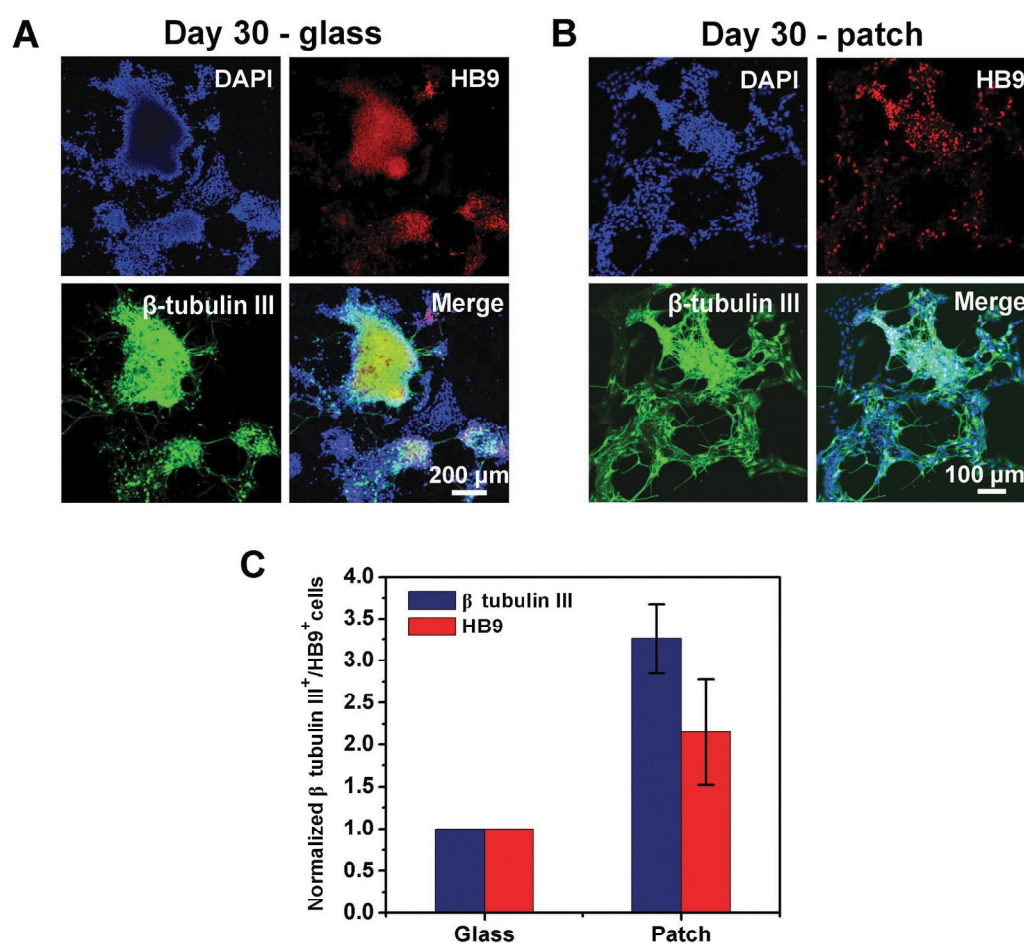 A
Day 30 - glass
DAPI
HB9
β-tubulin III
Merge
200 μm
B
Day 30 - patch
DAPI
HB9
β-tubulin III
Merge
100 μm
C
Normalized β tubulin III⁺/HB9⁺ cells
4.0
3.5
3.0
2.5
2.0
1.5
1.0
0.5
0.0
β tubulin III
HB9
Glass
Patch